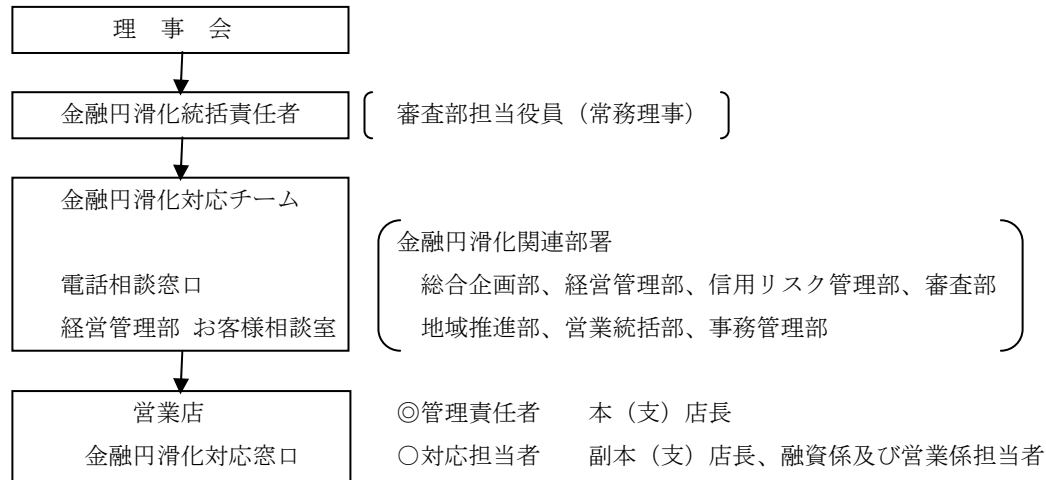 理　事　会
金融円滑化統括責任者　審査部担当役員（常務理事）
金融円滑化対応チーム
金融円滑化関連部署
電話相談窓口　総合企画部、経営管理部、信用リスク管理部、審査部
経営管理部 お客様相談室　地域推進部、営業統括部、事務管理部
営業店　◎管理責任者　本（支）店長
金融円滑化対応窓口　○対応担当者　副本（支）店長、融資係及び営業係担当者